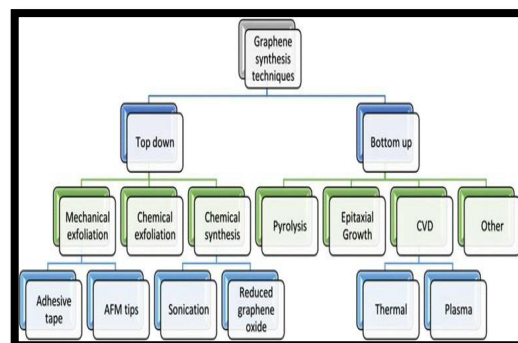 Graphene
synthesis
techniques
Top down
Bottom up
Mechanical
exfoliation
Chemical
exfoliation
Chemical
synthesis
Pyrolysis
Epitaxial
Growth
CVD
Other
Adhesive
tape
AFM tips
Sonication
Reduced
graphene
oxide
Thermal
Plasma